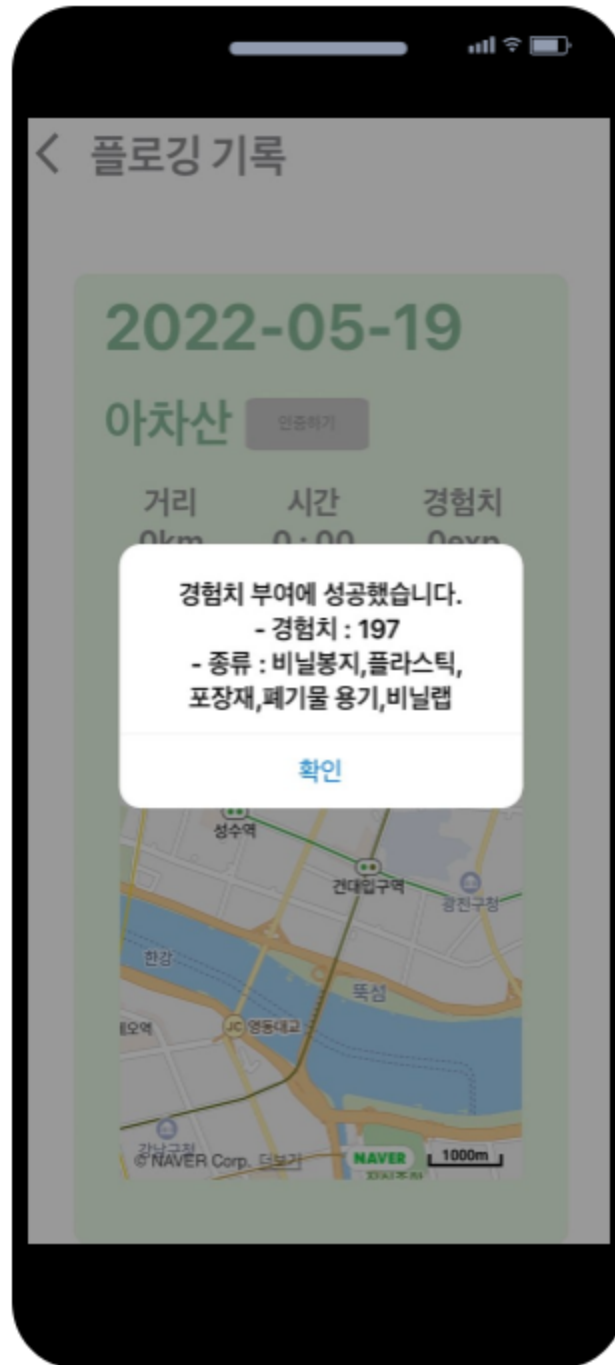 플로깅 기록
2022-05-19
아차산 인증하기
거리 시간 경험치
0km 0 : 00 0exp
경험치 부여에 성공했습니다.
- 경험치 : 197
- 종류 : 비닐봉지,플라스틱,
포장재,폐기물 용기,비닐랩
확인
성수역
건대입구역
광진구청
한강
뚝섬
JC 영동대교
강남구청
© NAVER Corp. 더보기 NAVER 1000m